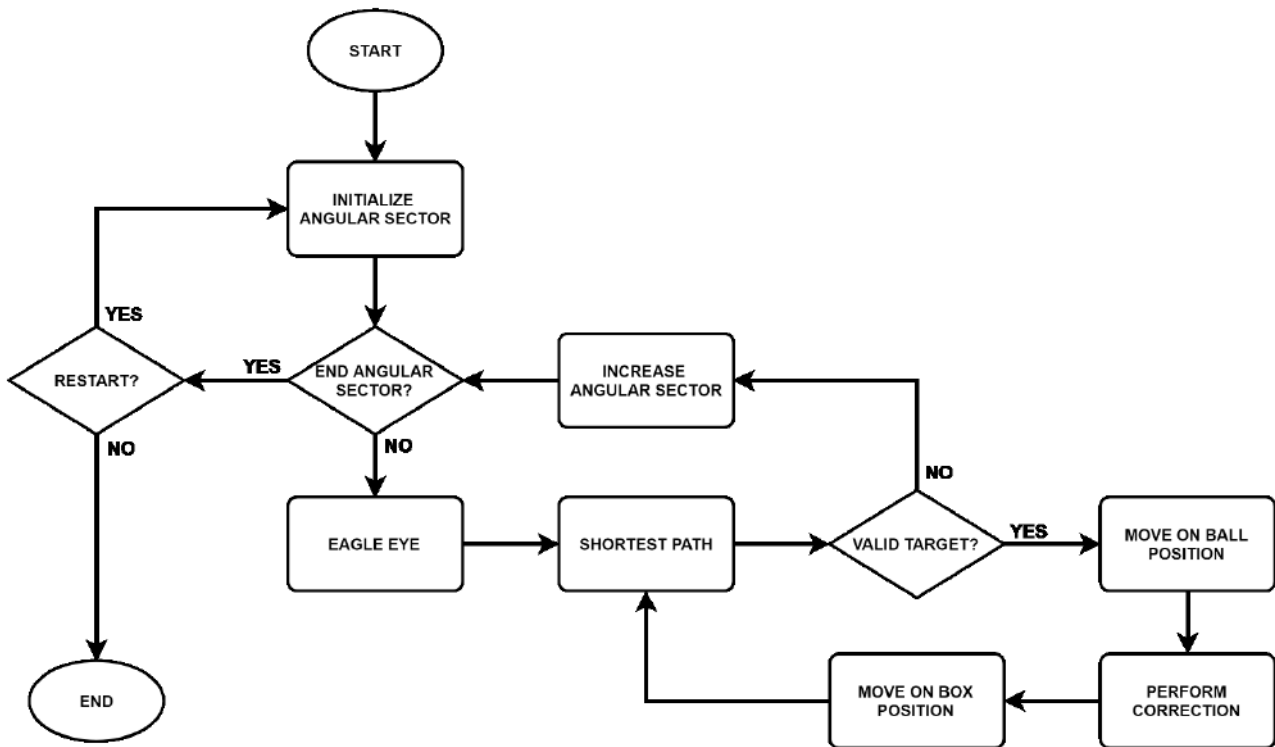 START
INITIALIZE
ANGULAR SECTOR
YES
RESTART?
YES
END ANGULAR
SECTOR?
INCREASE
ANGULAR SECTOR
NO
NO
NO
EAGLE EYE
SHORTEST PATH
VALID TARGET?
YES
MOVE ON BALL
POSITION
END
MOVE ON BOX
POSITION
PERFORM
CORRECTION